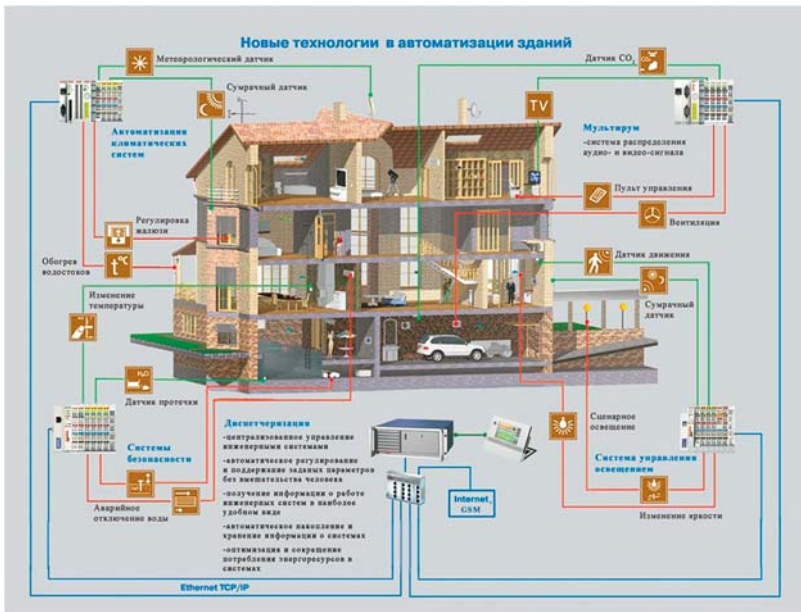 Новые технологии в автоматизации зданий
Метеорологический датчик
Сумрачный датчик
Автоматизация
климатических
систем
Регулировка
жалюзи
Обогрев
водостоков
t°C
Изменение
температуры
H₂O
Датчик протечки
Системы
безопасности
Аварийное
отключение воды
Диспетчеризация
-централизованное управление
инженерными системами
-автоматическое регулирование
и поддержание заданых параметров
без вмешательства человека
-получение информации о работе
инженерных систем в наиболее
удобном виде
-автоматическое накопление и
хранение информации о системах
-оптимизация и сокращение
потребления энергоресурсов в
системах
Ethernet TCP/IP
Internet,
GSM
Датчик CO₂
CO₂
TV
Мультирум
-система распределения
аудио- и видео-сигнала
Пульт управления
Вентиляция
Датчик движения
Сумрачный
датчик
Сценарное
освещение
Система управления
освещением
Изменение яркости